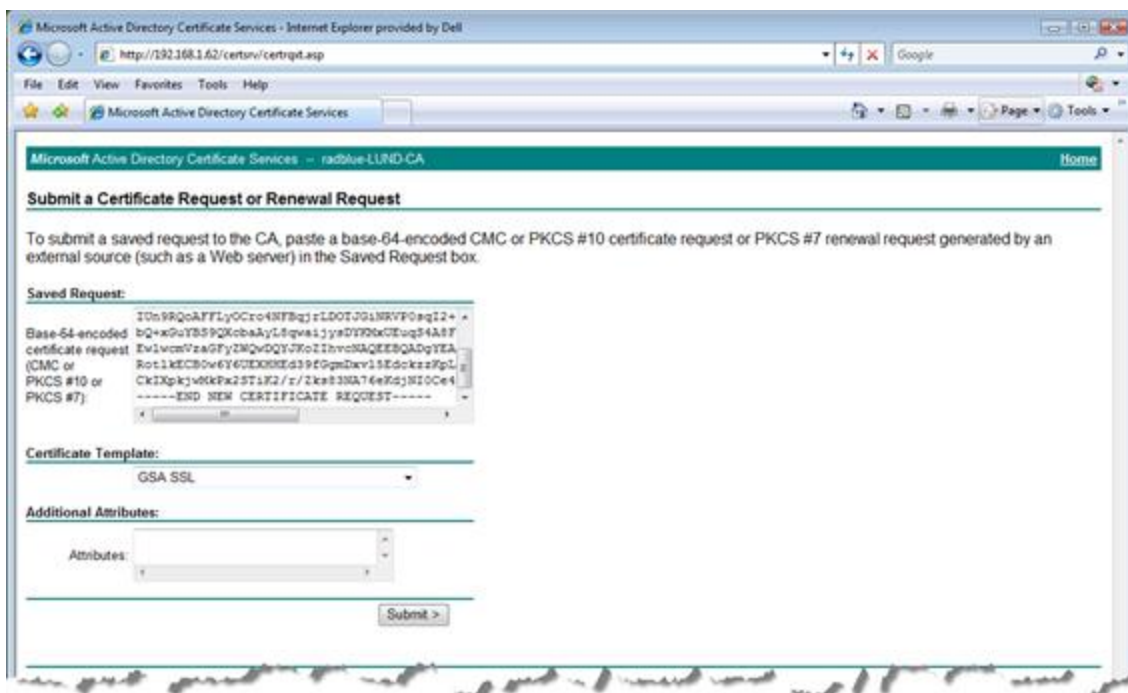 Microsoft Active Directory Certificate Services - Internet Explorer provided by Dell
http://192.168.1.62/certsrv/certrqxt.asp
Google
File Edit View Favorites Tools Help
Microsoft Active Directory Certificate Services
Page Tools
Microsoft Active Directory Certificate Services -- radblue-LUND-CA Home
Submit a Certificate Request or Renewal Request
To submit a saved request to the CA, paste a base-64-encoded CMC or PKCS #10 certificate request or PKCS #7 renewal request generated by an
external source (such as a Web server) in the Saved Request box.
Saved Request:
Base-64-encoded
certificate request
(CMC or
PKCS #10 or
PKCS #7):
-----END NEW CERTIFICATE REQUEST-----
Certificate Template:
GSA SSL
Additional Attributes:
Attributes:
Submit >